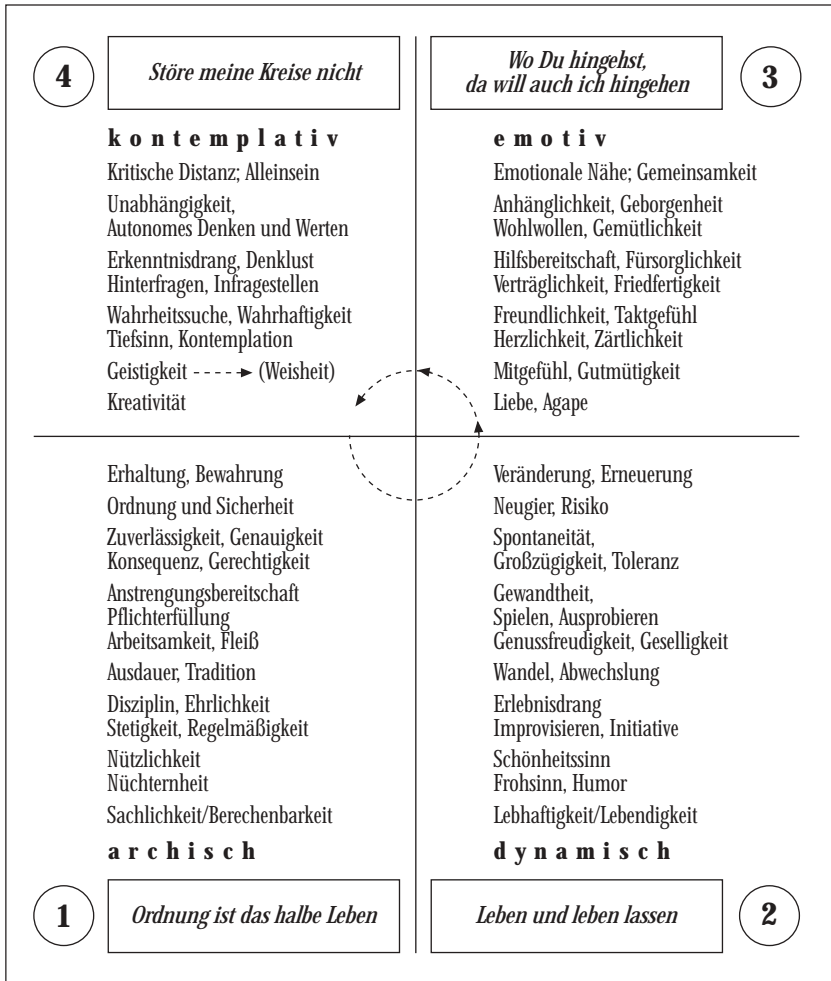 4
Störe meine Kreise nicht
kontemplativ
Kritische Distanz; Alleinsein
Unabhängigkeit,
Autonomes Denken und Werten
Erkenntnisdrang, Denklust
Hinterfragen, Infragestellen
Wahrheitssuche, Wahrhaftigkeit
Tiefsinn, Kontemplation
Geistigkeit (Weisheit)
Kreativität
Wo Du hingehst,
da will auch ich hingehen
3
emotiv
Emotionale Nähe; Gemeinsamkeit
Anhänglichkeit, Geborgenheit
Wohlwollen, Gemütlichkeit
Hilfsbereitschaft, Fürsorglichkeit
Verträglichkeit, Friedfertigkeit
Freundlichkeit, Taktgefühl
Herzlichkeit, Zärtlichkeit
Mitgefühl, Gutmütigkeit
Liebe, Agape
Erhaltung, Bewahrung
Ordnung und Sicherheit
Zuverlässigkeit, Genauigkeit
Konsequenz, Gerechtigkeit
Anstrengungsbereitschaft
Pflichterfüllung
Arbeitsamkeit, Fleiß
Ausdauer, Tradition
Disziplin, Ehrlichkeit
Stetigkeit, Regelmäßigkeit
Nützlichkeit
Nüchternheit
Sachlichkeit/Berechenbarkeit
archisch
1
Ordnung ist das halbe Leben
Veränderung, Erneuerung
Neugier, Risiko
Spontaneität,
Großzügigkeit, Toleranz
Gewandtheit,
Spielen, Ausprobieren
Genussfreudigkeit, Geselligkeit
Wandel, Abwechslung
Erlebnisdrang
Improvisieren, Initiative
Schönheitssinn
Frohsinn, Humor
Lebhaftigkeit/Lebendigkeit
dynamisch
Leben und leben lassen
2